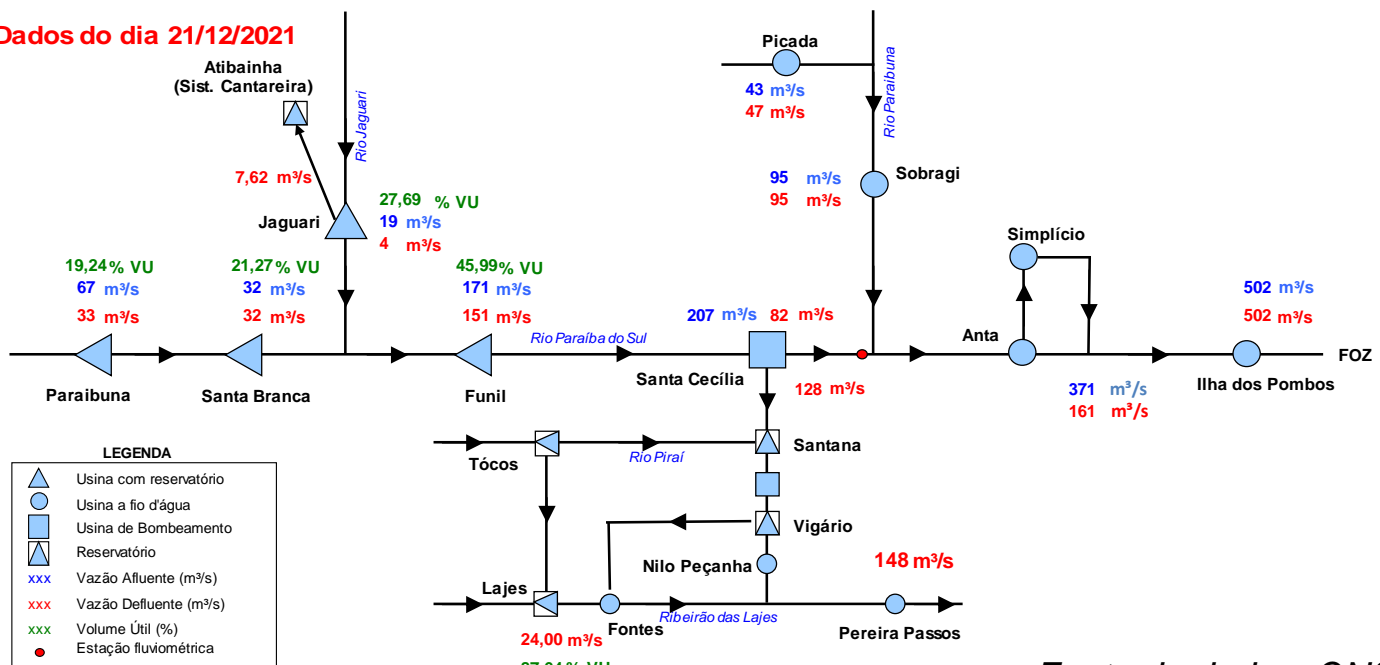 Dados do dia 21/12/2021
Atibainha
(Sist. Cantareira)
Rio Jaguari
7,62 m³/s
Jaguari
27,69 % VU
19 m³/s
4 m³/s
Picada
43 m³/s
47 m³/s
Rio Paraibuna
95 m³/s
95 m³/s
Sobragi
19,24% VU
67 m³/s
33 m³/s
Paraibuna
21,27% VU
32 m³/s
32 m³/s
Santa Branca
45,99% VU
171 m³/s
151 m³/s
Funil
Rio Paraíba do Sul
207 m³/s 82 m³/s
Santa Cecília
128 m³/s
Simplício
Anta
371 m³/s
161 m³/s
502 m³/s
502 m³/s
Ilha dos Pombos
FOZ
Tócos
Rio Piraí
Santana
Vigário
Nilo Peçanha
148 m³/s
Lajes
Fontes
Ribeirão das Lajes
Pereira Passos
24,00 m³/s
LEGENDA
Usina com reservatório
Usina a fio d'água
Usina de Bombeamento
Reservatório
xxx Vazão Afluente (m³/s)
xxx Vazão Defluente (m³/s)
xxx Volume Útil (%)
Estação fluviométrica